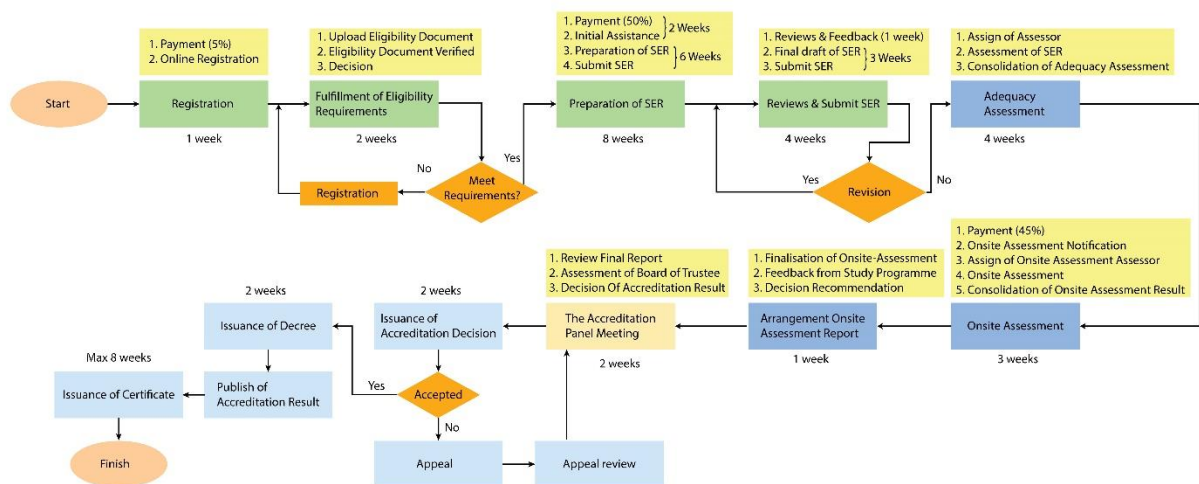 1. Payment (5%)
2. Online Registration
1. Upload Eligibility Document
2. Eligibility Document Verified
3. Decision
1. Payment (50%)
2. Initial Assistance
2 Weeks
3. Preparation of SER
4. Submit SER
6 Weeks
1. Reviews & Feedback (1 week)
2. Final draft of SER
3. Submit SER
3 Weeks
1. Assign of Assessor
2. Assessment of SER
3. Consolidation of Adequacy Assessment
Start
Registration
1 week
Fulfillment of Eligibility
Requirements
2 weeks
Preparation of SER
8 weeks
Reviews & Submit SER
4 weeks
Adequacy
Assessment
4 weeks
Registration
No
Meet
Requirements?
Yes
Yes
Revision
No
1. Payment (45%)
2. Onsite Assessment Notification
3. Assign of Onsite Assessment Assessor
4. Onsite Assessment
5. Consolidation of Onsite Assessment Result
1. Finalisation of Onsite-Assessment
2. Feedback from Study Programme
3. Decision Recommendation
1. Review Final Report
2. Assessment of Board of Trustee
3. Decision Of Accreditation Result
Onsite Assessment
3 weeks
Arrangement Onsite
Assessment Report
1 week
The Accreditation
Panel Meeting
2 weeks
2 weeks
Issuance of
Accreditation Decision
2 weeks
Issuance of Decree
Accepted
Yes
No
Publish of
Accreditation Result
Max 8 weeks
Issuance of Certificate
Finish
Appeal
Appeal review